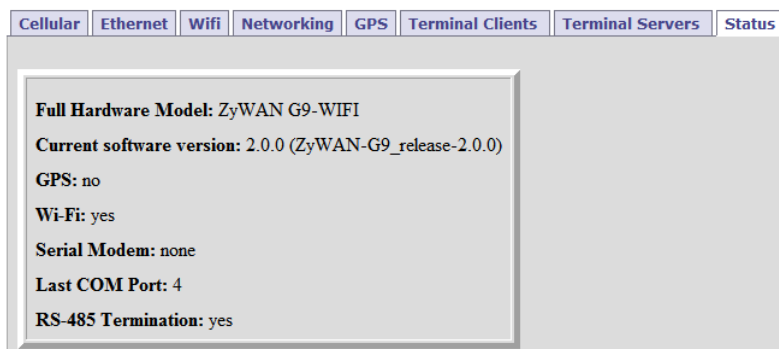 Cellular Ethernet Wifi Networking GPS Terminal Clients Terminal Servers Status
Full Hardware Model: ZyWAN G9-WIFI
Current software version: 2.0.0 (ZyWAN-G9_release-2.0.0)
GPS: no
Wi-Fi: yes
Serial Modem: none
Last COM Port: 4
RS-485 Termination: yes